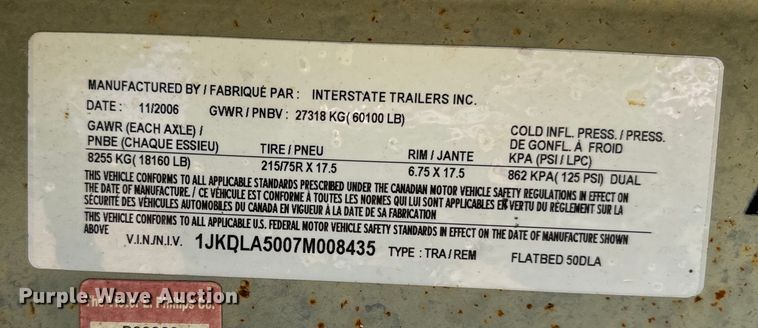 MANUFACTURED BY / FABRIQUÉ PAR : INTERSTATE TRAILERS INC.
DATE : 11/2006 GVWR / PNBV : 27318 KG( 60100 LB)
GAWR (EACH AXLE) / PNBE (CHAQUE ESSIEU) TIRE / PNEU RIM / JANTE COLD INFL. PRESS. / PRESS. DE GONFL. À FROID KPA (PSI / LPC)
8255 KG( 18160 LB) 215/75R X 17.5 6.75 X 17.5 862 KPA( 125 PSI) DUAL
THIS VEHICLE CONFORMS TO ALL APPLICABLE STANDARDS PRESCRIBED UNDER THE CANADIAN MOTOR VEHICLE SAFETY REGULATIONS IN EFFECT ON
THE DATE OF MANUFACTURE. / CE VÉHICULE EST CONFORME À TOUTES LES NORMES QUI LUI SONT APPLICABLES EN VERTU DU RÈGLEMENT SUR LA
SÉCURITÉ DES VÉHICULES AUTOMOBILES DU CANADA EN VIGUEUR À LA DATE DE SA FABRICATION
THIS VEHICLE CONFORMS TO ALL APPLICABLE U.S. FEDERAL MOTOR VEHICLE SAFETY STANDARDS IN EFFECT ON THE DATE OF MANUFACTURE SHOWN
ABOVE
V.I.N./N.I.V. 1JKDLA5007M008435 TYPE : TRA / REM FLATBED 50DLA
Purple Wave Auction
Phillips Co.